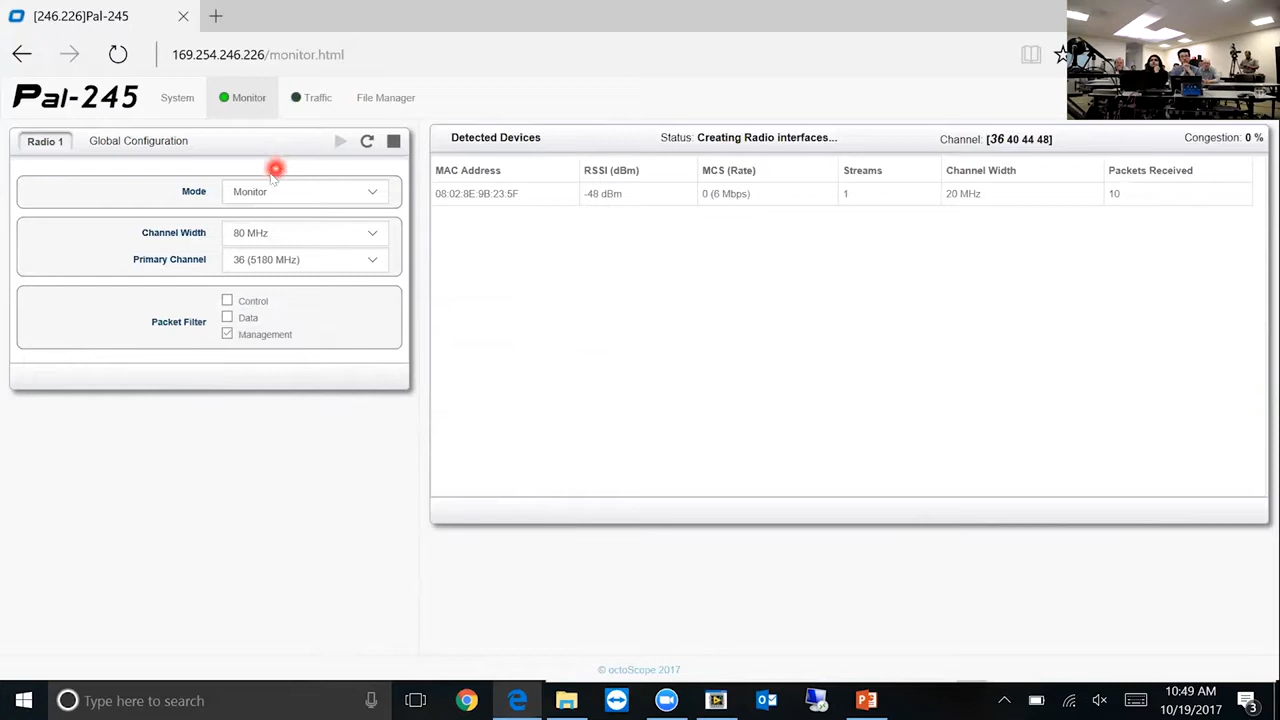 [246.226]Pal-245
169.254.246.226/monitor.html
Pal-245 System Monitor Traffic File Manager
Radio 1 Global Configuration
Mode Monitor
Channel Width 80 MHz
Primary Channel 36 (5180 MHz)
Packet Filter
Control
Data
Management
Detected Devices Status: Creating Radio interfaces... Channel: [36 40 44 48] Congestion: 0 %
MAC Address RSSI (dBm) MCS (Rate) Streams Channel Width Packets Received
08:02:8E:9B:23:5F -48 dBm 0 (6 Mbps) 1 20 MHz 10
© octoScope 2017
Type here to search
10:49 AM
10/19/2017
3